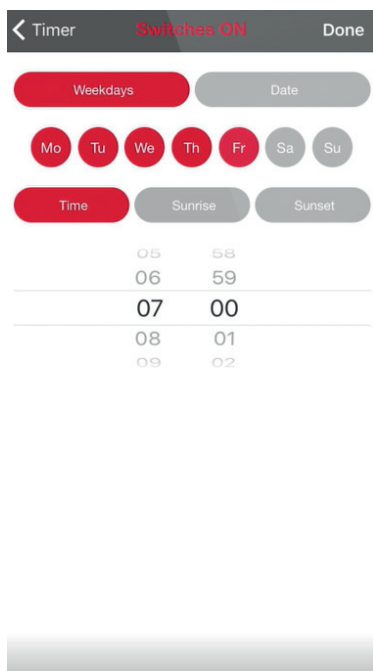 Timer Switches ON Done
Weekdays Date
Mo Tu We Th Fr Sa Su
Time Sunrise Sunset
05 58
06 59
07 00
08 01
09 02